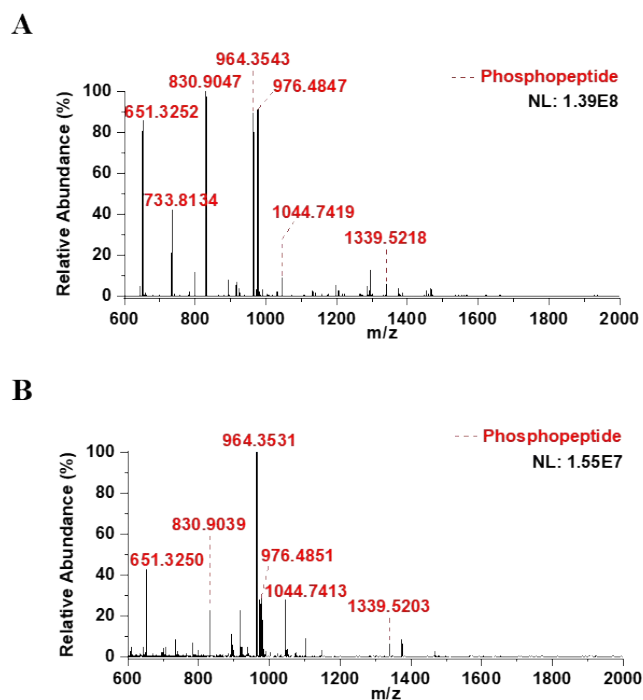 A
964.3543
830.9047
976.4847
--- Phosphopeptide
NL: 1.39E8
651.3252
733.8134
1044.7419
1339.5218
Relative Abundance (%)
100
80
60
40
20
0
600 800 1000 1200 1400 1600 1800 2000
m/z
B
964.3531
--- Phosphopeptide
NL: 1.55E7
830.9039
651.3250
976.4851
1044.7413
1339.5203
Relative Abundance (%)
100
80
60
40
20
0
600 800 1000 1200 1400 1600 1800 2000
m/z